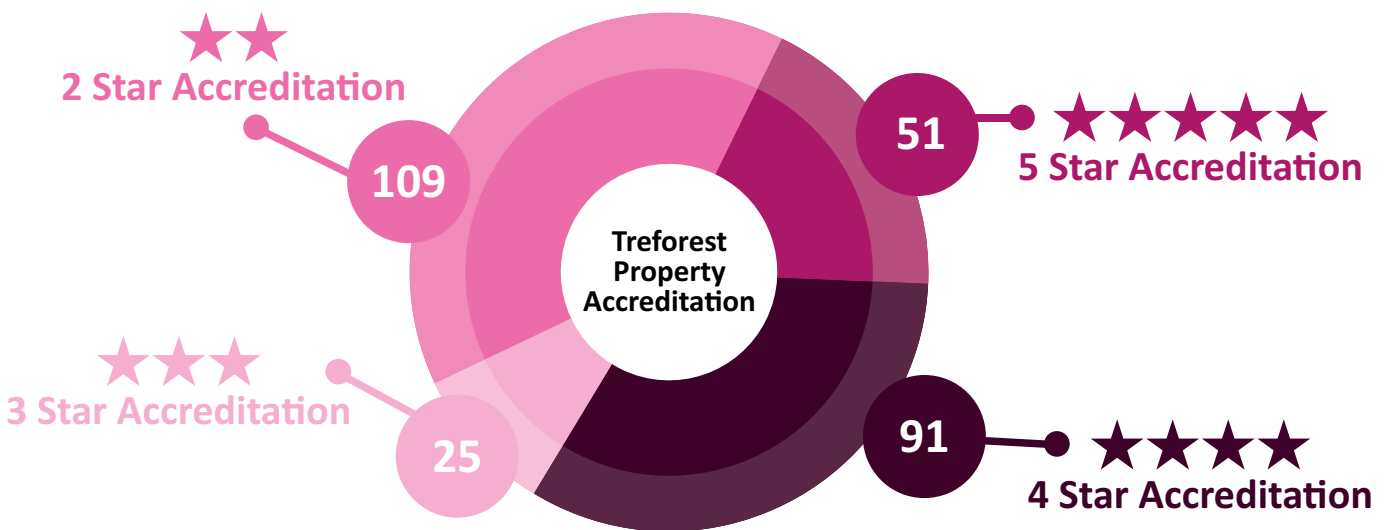 2 Star Accreditation
109
51
5 Star Accreditation
Treforest
Property
Accreditation
3 Star Accreditation
25
91
4 Star Accreditation